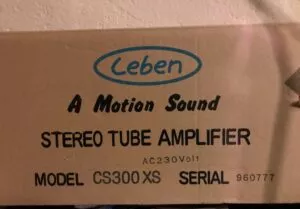 Leben
A Motion Sound
STEREO TUBE AMPLIFIER
AC230Volt
MODEL CS300XS SERIAL 960777